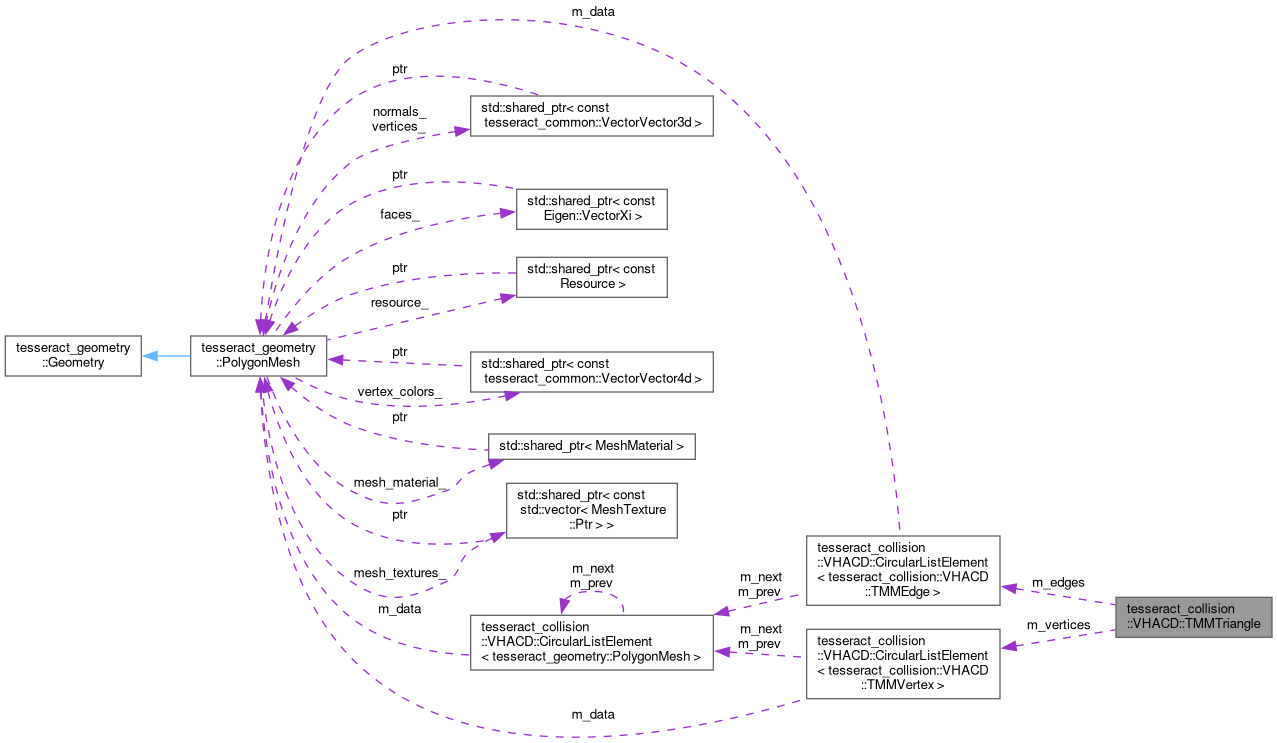 m_data
ptr
std::shared_ptr< const
tesseract_common::VectorVector3d >
normals_
vertices_
ptr
std::shared_ptr< const
Eigen::VectorXi >
faces_
ptr
std::shared_ptr< const
Resource >
resource_
tesseract_geometry
::Geometry
tesseract_geometry
::PolygonMesh
ptr
std::shared_ptr< const
tesseract_common::VectorVector4d >
vertex_colors_
ptr
std::shared_ptr< MeshMaterial >
mesh_material_
std::shared_ptr< const
std::vector< MeshTexture
::Ptr > >
ptr
mesh_textures_
m_next
m_prev
m_data
tesseract_collision
::VHACD::CircularListElement
< tesseract_geometry::PolygonMesh >
m_next
m_prev
m_next
m_prev
tesseract_collision
::VHACD::CircularListElement
< tesseract_collision::VHACD
::TMMEdge >
tesseract_collision
::VHACD::CircularListElement
< tesseract_collision::VHACD
::TMMVertex >
m_edges
m_vertices
tesseract_collision
::VHACD::TMMTriangle
m_data